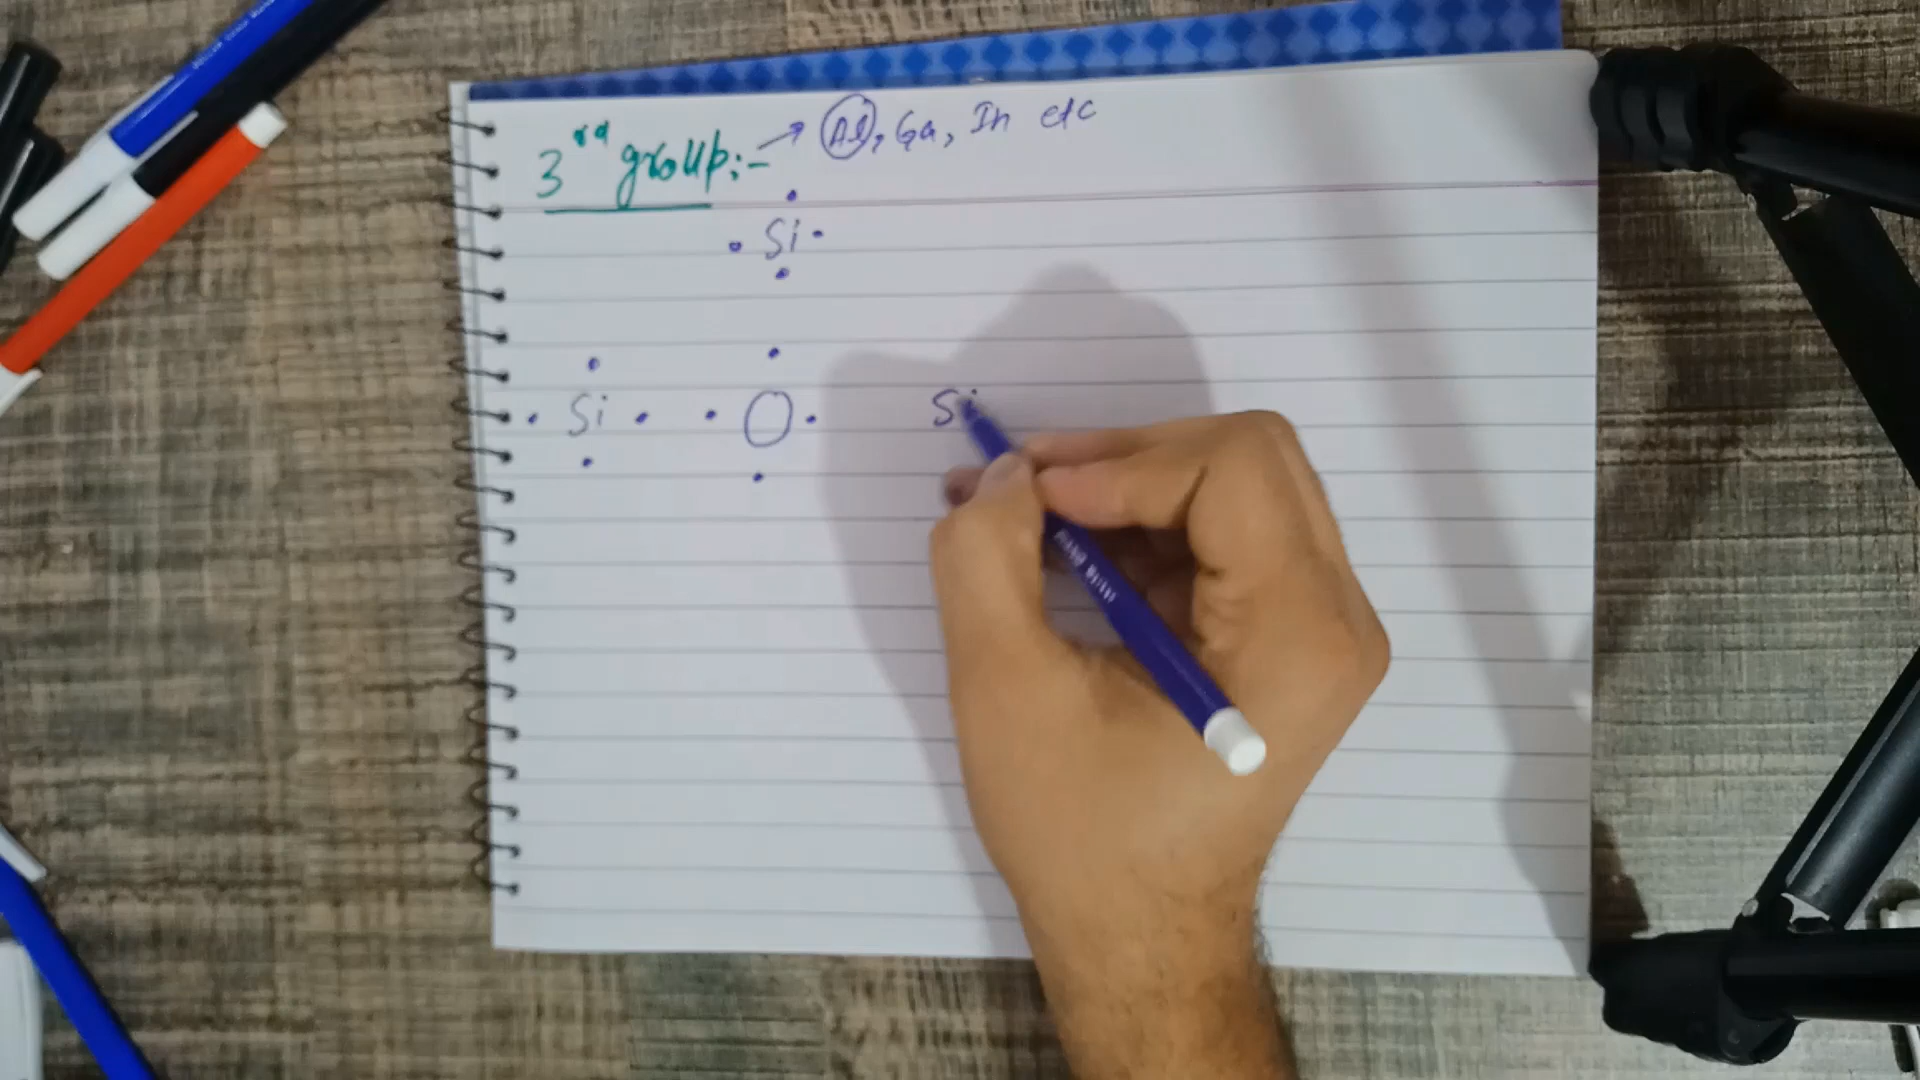 3rd group:- → Al, Ga, In etc
Si
Si Si